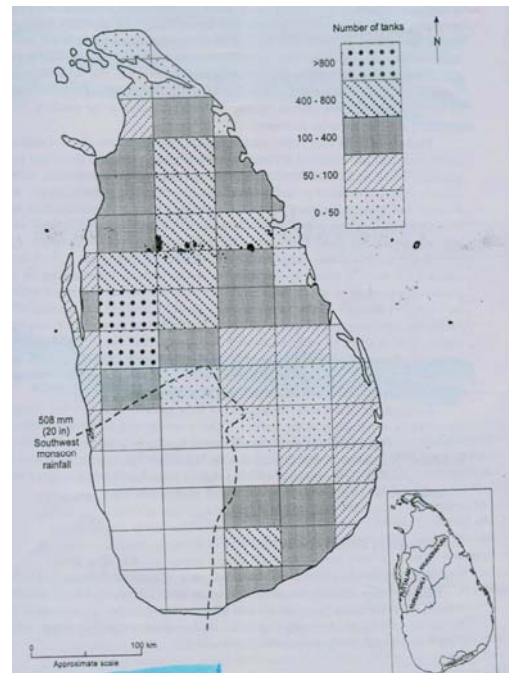 Number of tanks
N
>800
400 - 800
100 - 400
50 - 100
0 - 50
508 mm
(20 in)
Southwest
monsoon
rainfall
0
100 km
Approximate scale